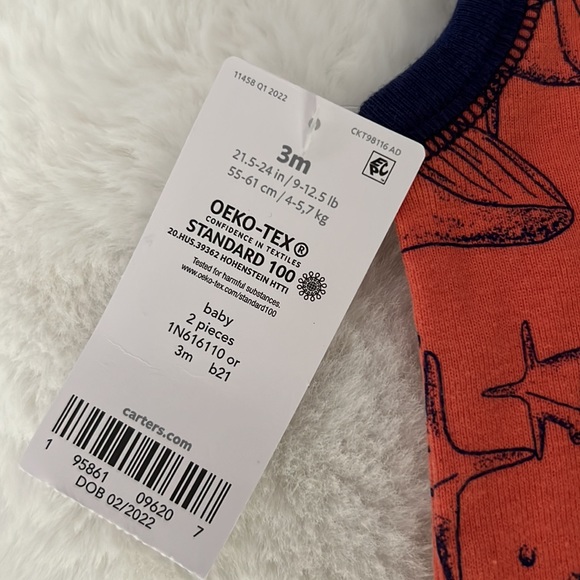 11458 Q1 2022
CKT98116 AD
3m
21.5-24 in / 9-12.5 lb
55-61 cm / 4-5,7 kg
OEKO-TEX®
CONFIDENCE IN TEXTILES
STANDARD 100
20.HUS.39362 HOHENSTEIN HTTI
Tested for harmful substances.
www.oeko-tex.com/standard100
baby
2 pieces
1N616110 or
3m b21
carters.com
1 95861 09620 7
DOB 02/2022